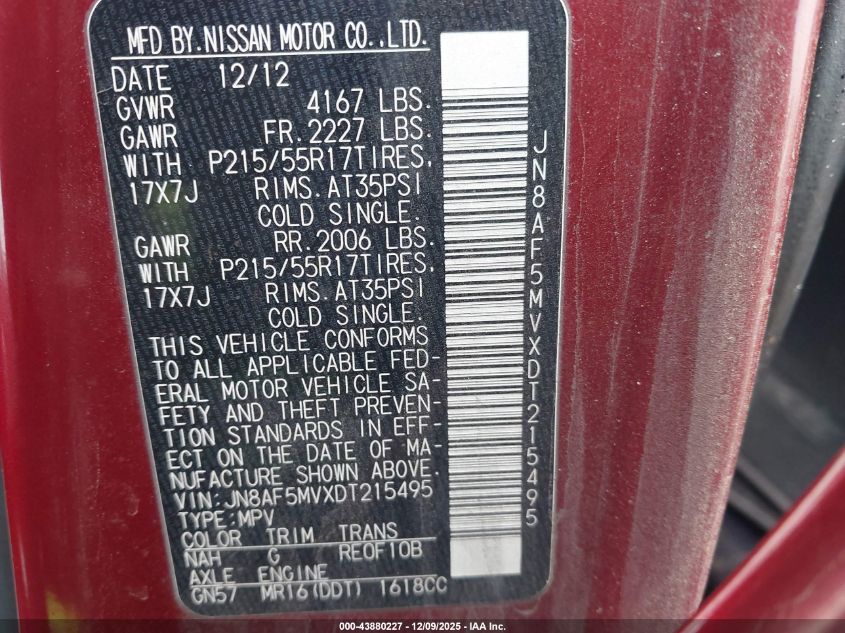 MFD BY.NISSAN MOTOR CO.,LTD.
DATE 12/12
GVWR 4167 LBS.
GAWR FR.2227 LBS.
WITH P215/55R17TIRES,
17X7J RIMS.AT35PSI
COLD SINGLE.
GAWR RR.2006 LBS.
WITH P215/55R17TIRES,
17X7J RIMS.AT35PSI
COLD SINGLE.
THIS VEHICLE CONFORMS
TO ALL APPLICABLE FED-
ERAL MOTOR VEHICLE SA-
FETY AND THEFT PREVEN-
TION STANDARDS IN EFF-
ECT ON THE DATE OF MA-
NUFACTURE SHOWN ABOVE.
VIN:JN8AF5MVXDT215495
TYPE:MPV
COLOR TRIM TRANS
NAH G RE0F10B
AXLE ENGINE
GN57 MR16(DDT) 1618CC
JN8AF5MVXDT215495
000-43880227 - 12/09/2025 - IAA Inc.